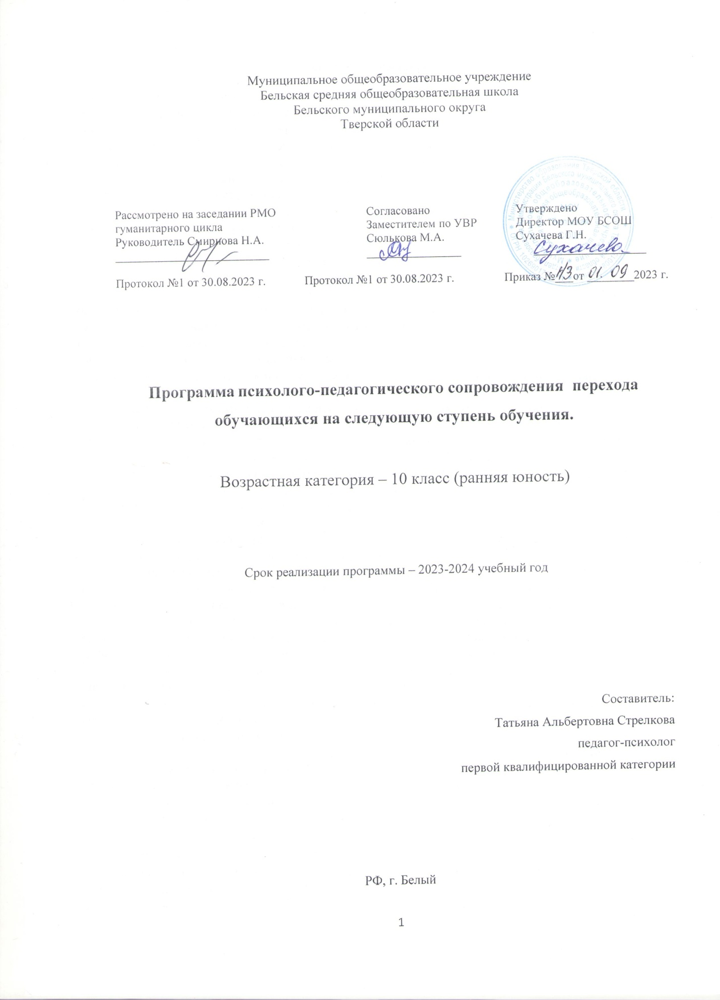 Муниципальное общеобразовательное учреждение
Бельская средняя общеобразовательная школа
Бельского муниципального округа
Тверской области
Рассмотрено на заседании РМО
гуманитарного цикла
Руководитель Смирнова Н.А.
Протокол №1 от 30.08.2023 г.
Согласовано
Заместителем по УВР
Сюлькова М.А.
Протокол №1 от 30.08.2023 г.
Утверждено
Директор МОУ БСОШ
Сухачева Г.Н.
Сухачева
Приказ № от 01. 09 2023 г.
Программа психолого-педагогического сопровождения перехода
обучающихся на следующую ступень обучения.
Возрастная категория – 10 класс (ранняя юность)
Срок реализации программы – 2023-2024 учебный год
Составитель:
Татьяна Альбертовна Стрелкова
педагог-психолог
первой квалифицированной категории
РФ, г. Белый
1